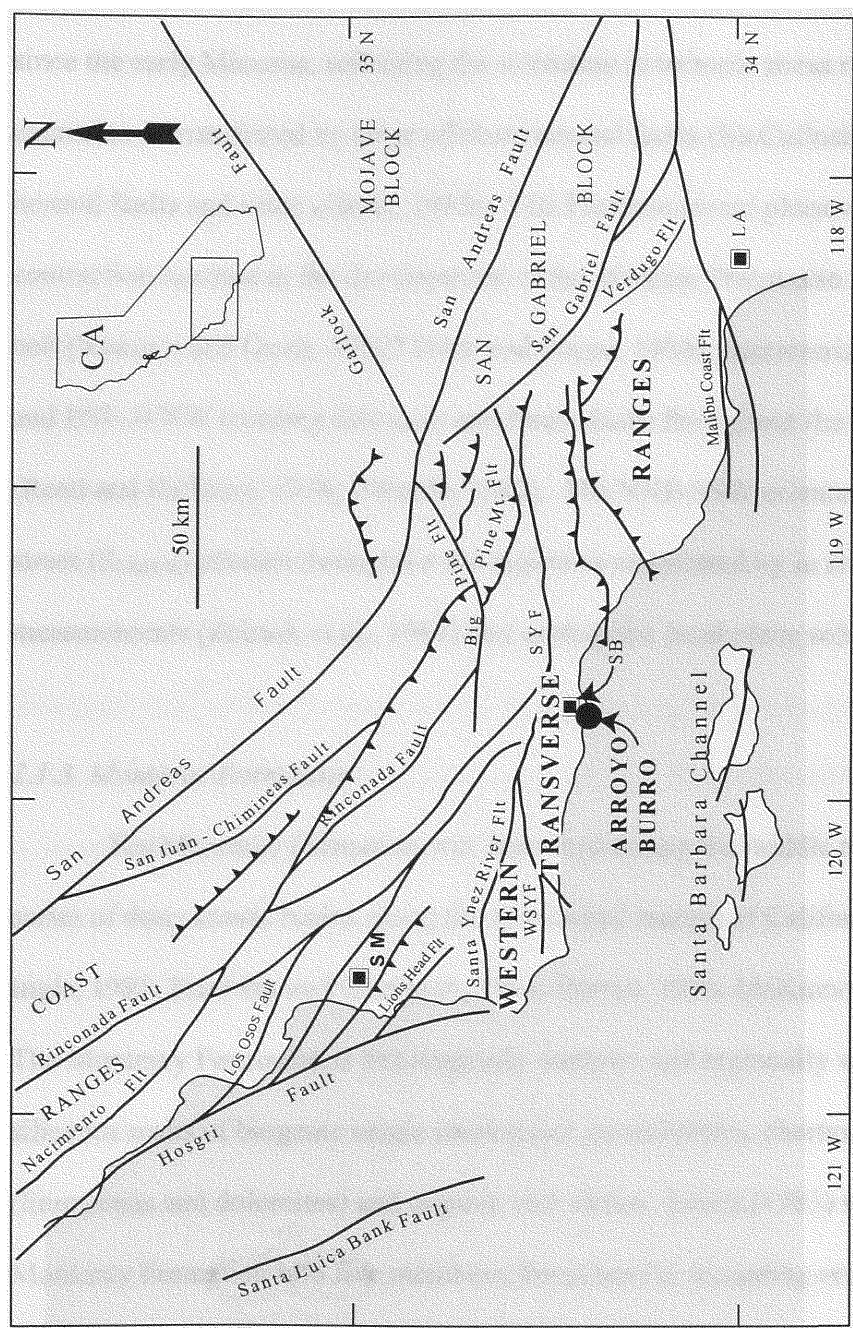 N
CA
50 km
35 N
34 N
121 W
120 W
119 W
118 W
COAST
RANGES
Rinconada Fault
Nacimiento Flt
San Andreas Fault
San Juan - Chimineas Fault
Rinconada Fault
Los Osos Fault
Hosgri Fault
Santa Luica Bank Fault
SM
Lions Head Flt
Santa Ynez River Flt
WSYF
SYF
Big Pine Flt
Pine Mt. Flt
Garlock Fault
MOJAVE
BLOCK
San Andreas Fault
SAN GABRIEL BLOCK
San Gabriel Fault
Verdugo Flt
WESTERN TRANSVERSE RANGES
SB
ARROYO
BURRO
Malibu Coast Flt
LA
Santa Barbara Channel